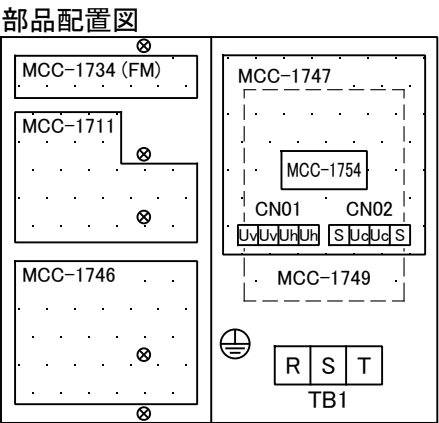 部品配置図
MCC-1734 (FM)
MCC-1711
MCC-1746
MCC-1747
MCC-1754
CN01 CN02
Uv Uv Uh Uh S Uc Uc S
MCC-1749
R S T
TB1